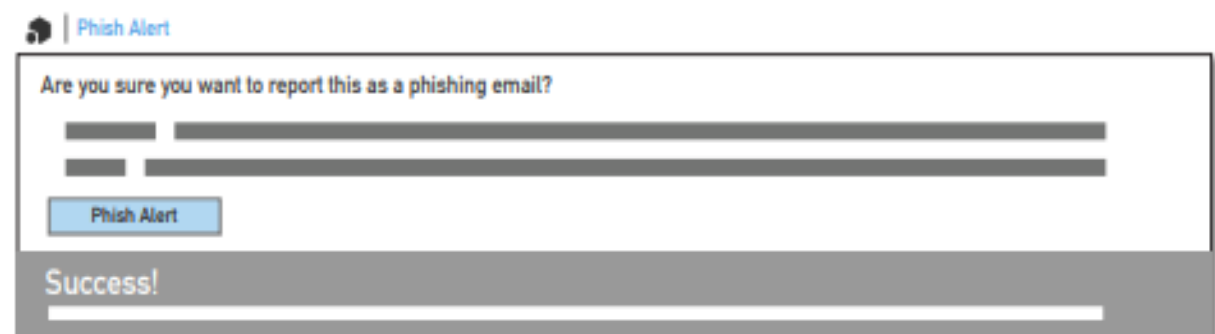 Phish Alert
Are you sure you want to report this as a phishing email?
Phish Alert
Success!